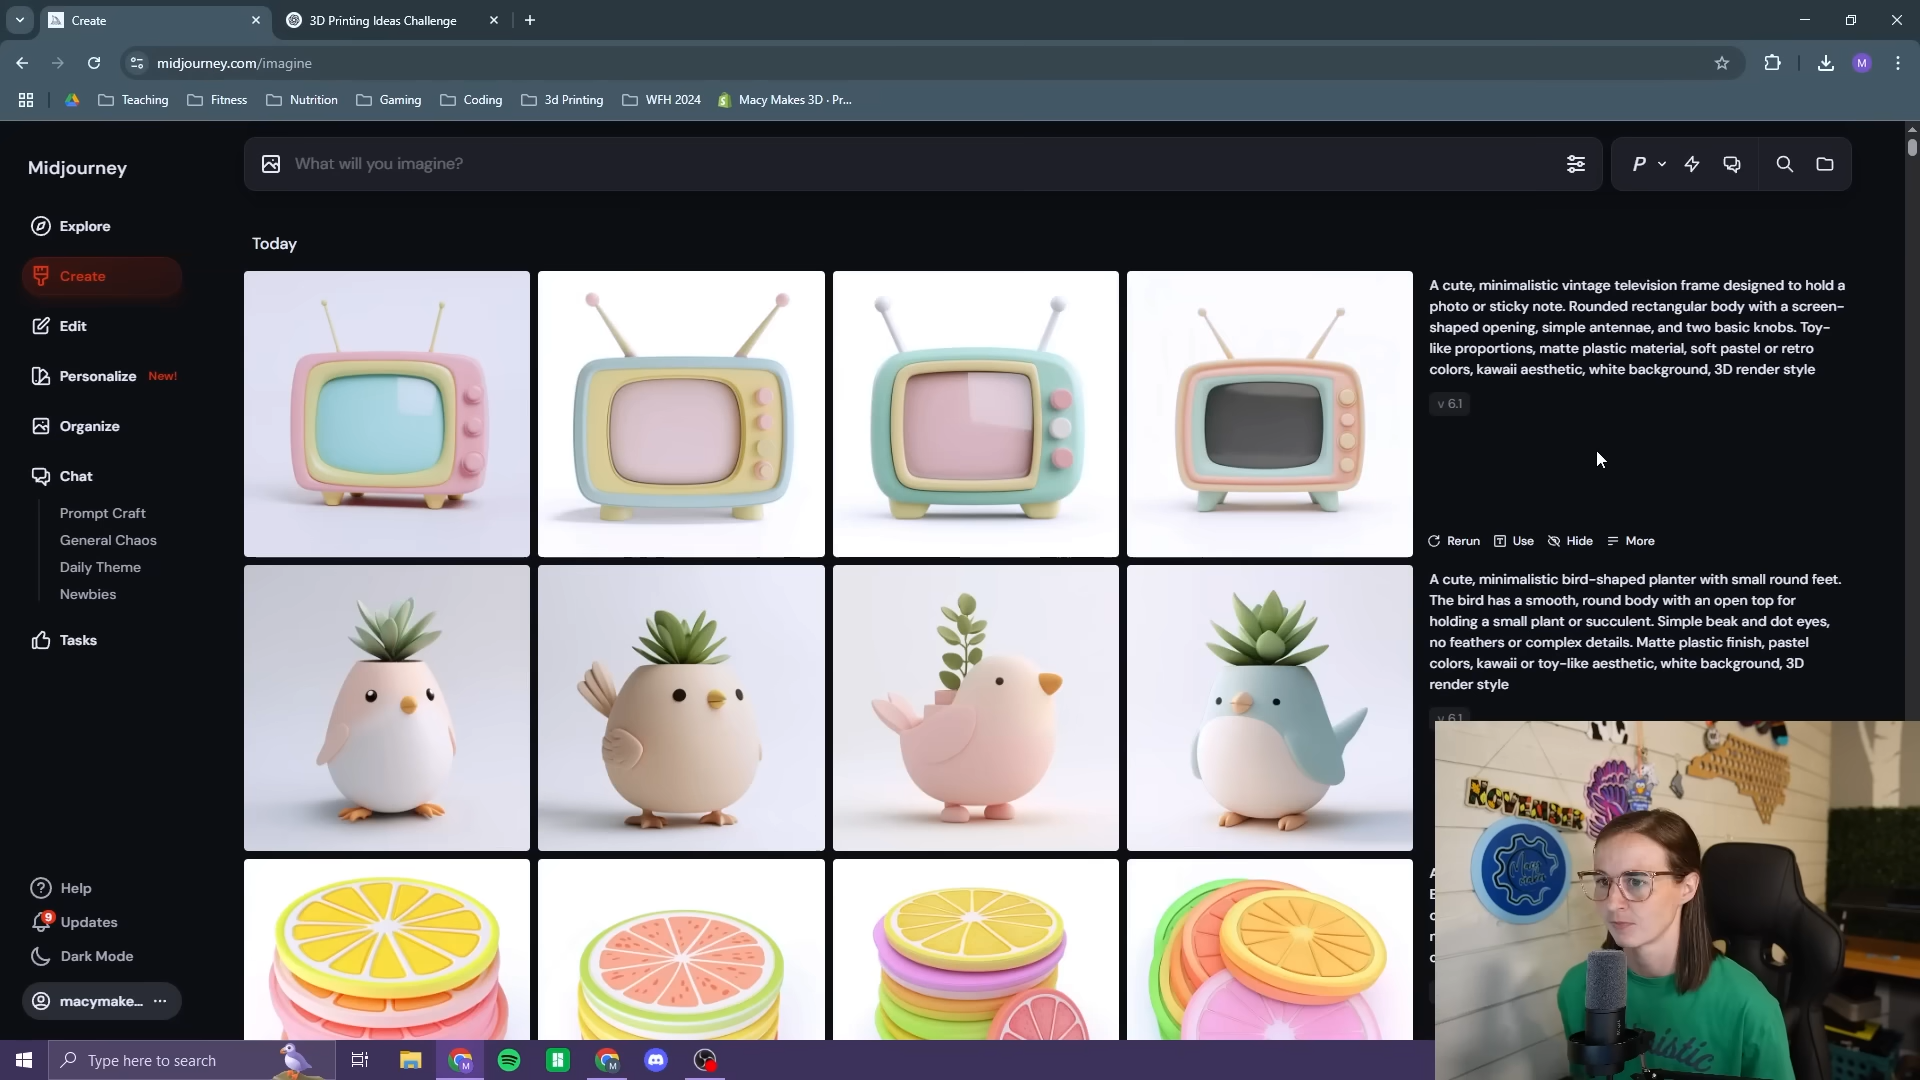 Create
3D Printing Ideas Challenge
midjourney.com/imagine
Teaching
Fitness
Nutrition
Gaming
Coding
3d Printing
WFH 2024
Macy Makes 3D · Pr...
M
Midjourney
What will you imagine?
P
Explore
Create
Edit
Personalize New!
Organize
Chat
Prompt Craft
General Chaos
Daily Theme
Newbies
Tasks
Today
A cute, minimalistic vintage television frame designed to hold a
photo or sticky note. Rounded rectangular body with a screen-
shaped opening, simple antennae, and two basic knobs. Toy-
like proportions, matte plastic material, soft pastel or retro
colors, kawaii aesthetic, white background, 3D render style
v 6.1
Rerun Use Hide More
A cute, minimalistic bird-shaped planter with small round feet.
The bird has a smooth, round body with an open top for
holding a small plant or succulent. Simple beak and dot eyes,
no feathers or complex details. Matte plastic finish, pastel
colors, kawaii or toy-like aesthetic, white background, 3D
render style
v 6.1
NOVEMBER
Help
9
Updates
Dark Mode
macymake... ...
Type here to search